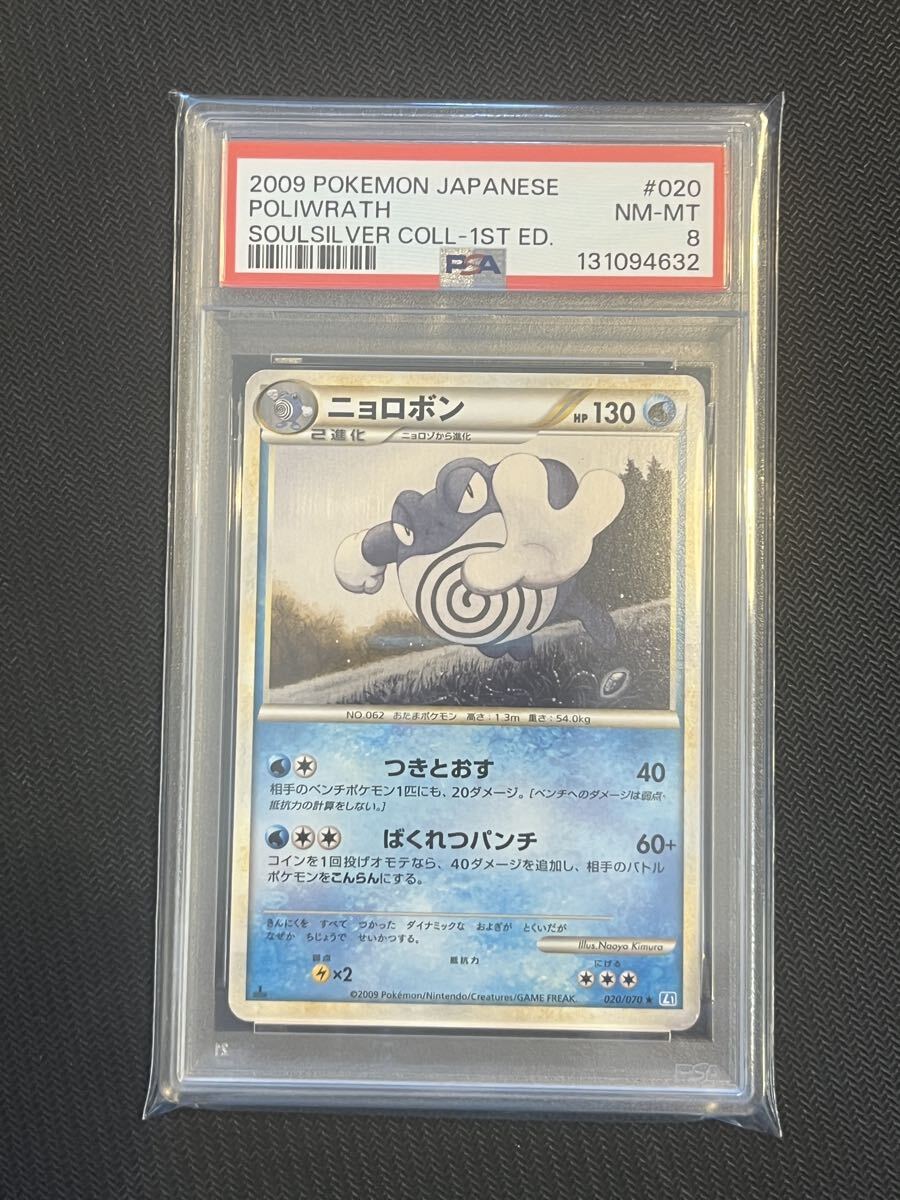 2009 POKEMON JAPANESE #020
POLIWRATH NM-MT
SOULSILVER COLL-1ST ED. 8
PSA 131094632
ニョロボン HP 130
2進化 ニョロゾから進化
NO.062 おたまポケモン 高さ:1.3m 重さ:54.0kg
つきとおす 40
相手のベンチポケモン1匹にも、20ダメージ。[ベンチへのダメージは弱点・
抵抗力の計算をしない。]
ばくれつパンチ 60+
コインを1回投げオモテなら、40ダメージを追加し、相手のバトル
ポケモンをこんらんにする。
きんにくを すべて つかった ダイナミックな およぎが とくいだが
なぜか ちじょうで せいかつする。
Illus.Naoyo Kimura
弱点 抵抗力 にげる
×2
©2009 Pokémon/Nintendo/Creatures/GAME FREAK. 020/070 ★ L1
PSA